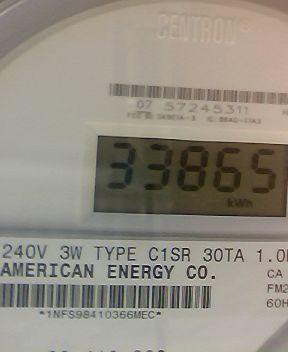 CENTRON
07 57245311
33865
kWh
240V 3W TYPE C1SR 30TA 1.0
AMERICAN ENERGY CO.
CA
FM2
60H
*1NFS98410366MEC*